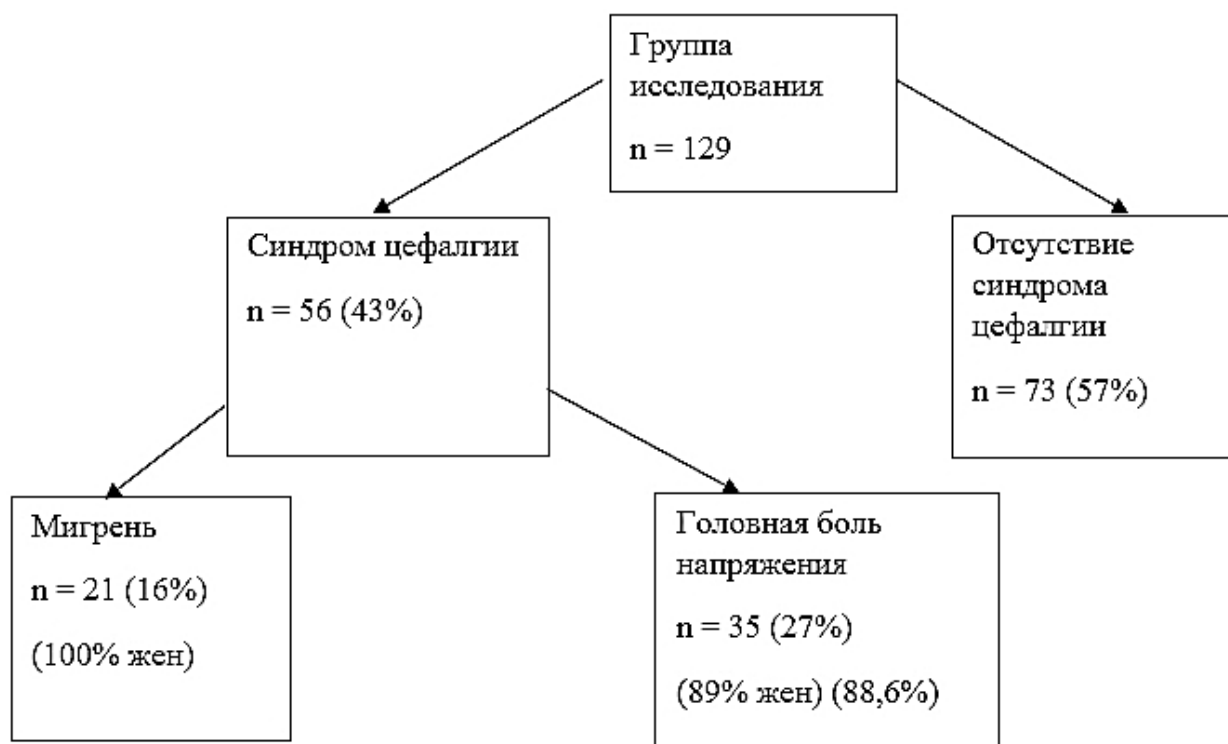 Группа
исследования
n = 129
Синдром цефалгии
n = 56 (43%)
Отсутствие
синдрома
цефалгии
n = 73 (57%)
Мигрень
n = 21 (16%)
(100% жен)
Головная боль
напряжения
n = 35 (27%)
(89% жен) (88,6%)